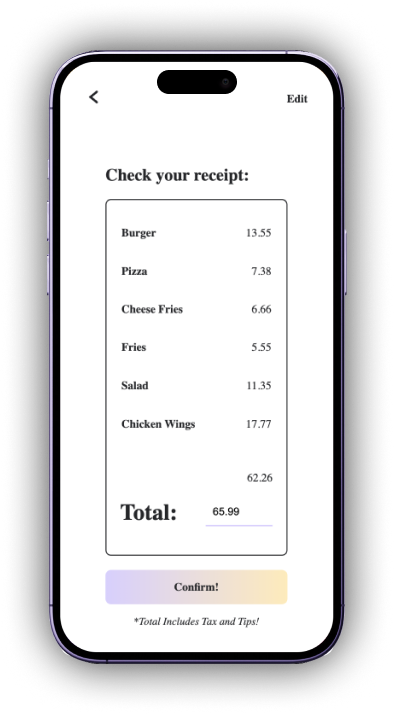 Edit
Check your receipt:
Burger 13.55
Pizza 7.38
Cheese Fries 6.66
Fries 5.55
Salad 11.35
Chicken Wings 17.77
62.26
Total: 65.99
Confirm!
*Total Includes Tax and Tips!